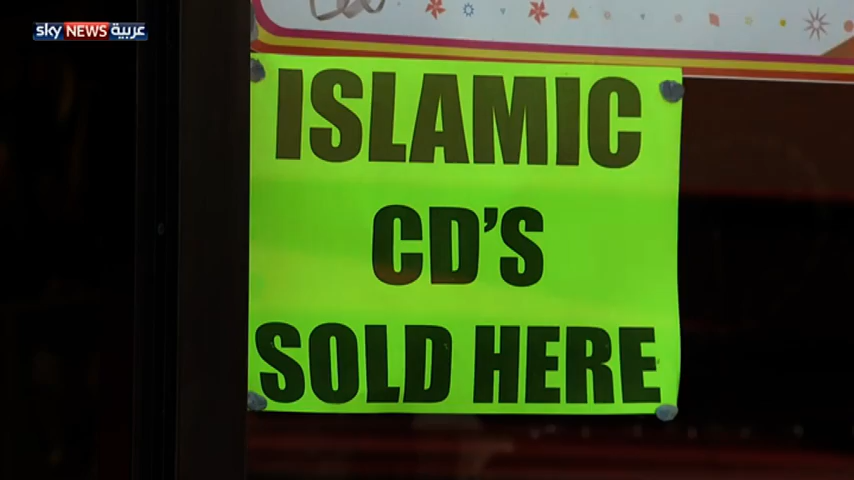 sky NEWS عربية
ISLAMIC
CD'S
SOLD HERE